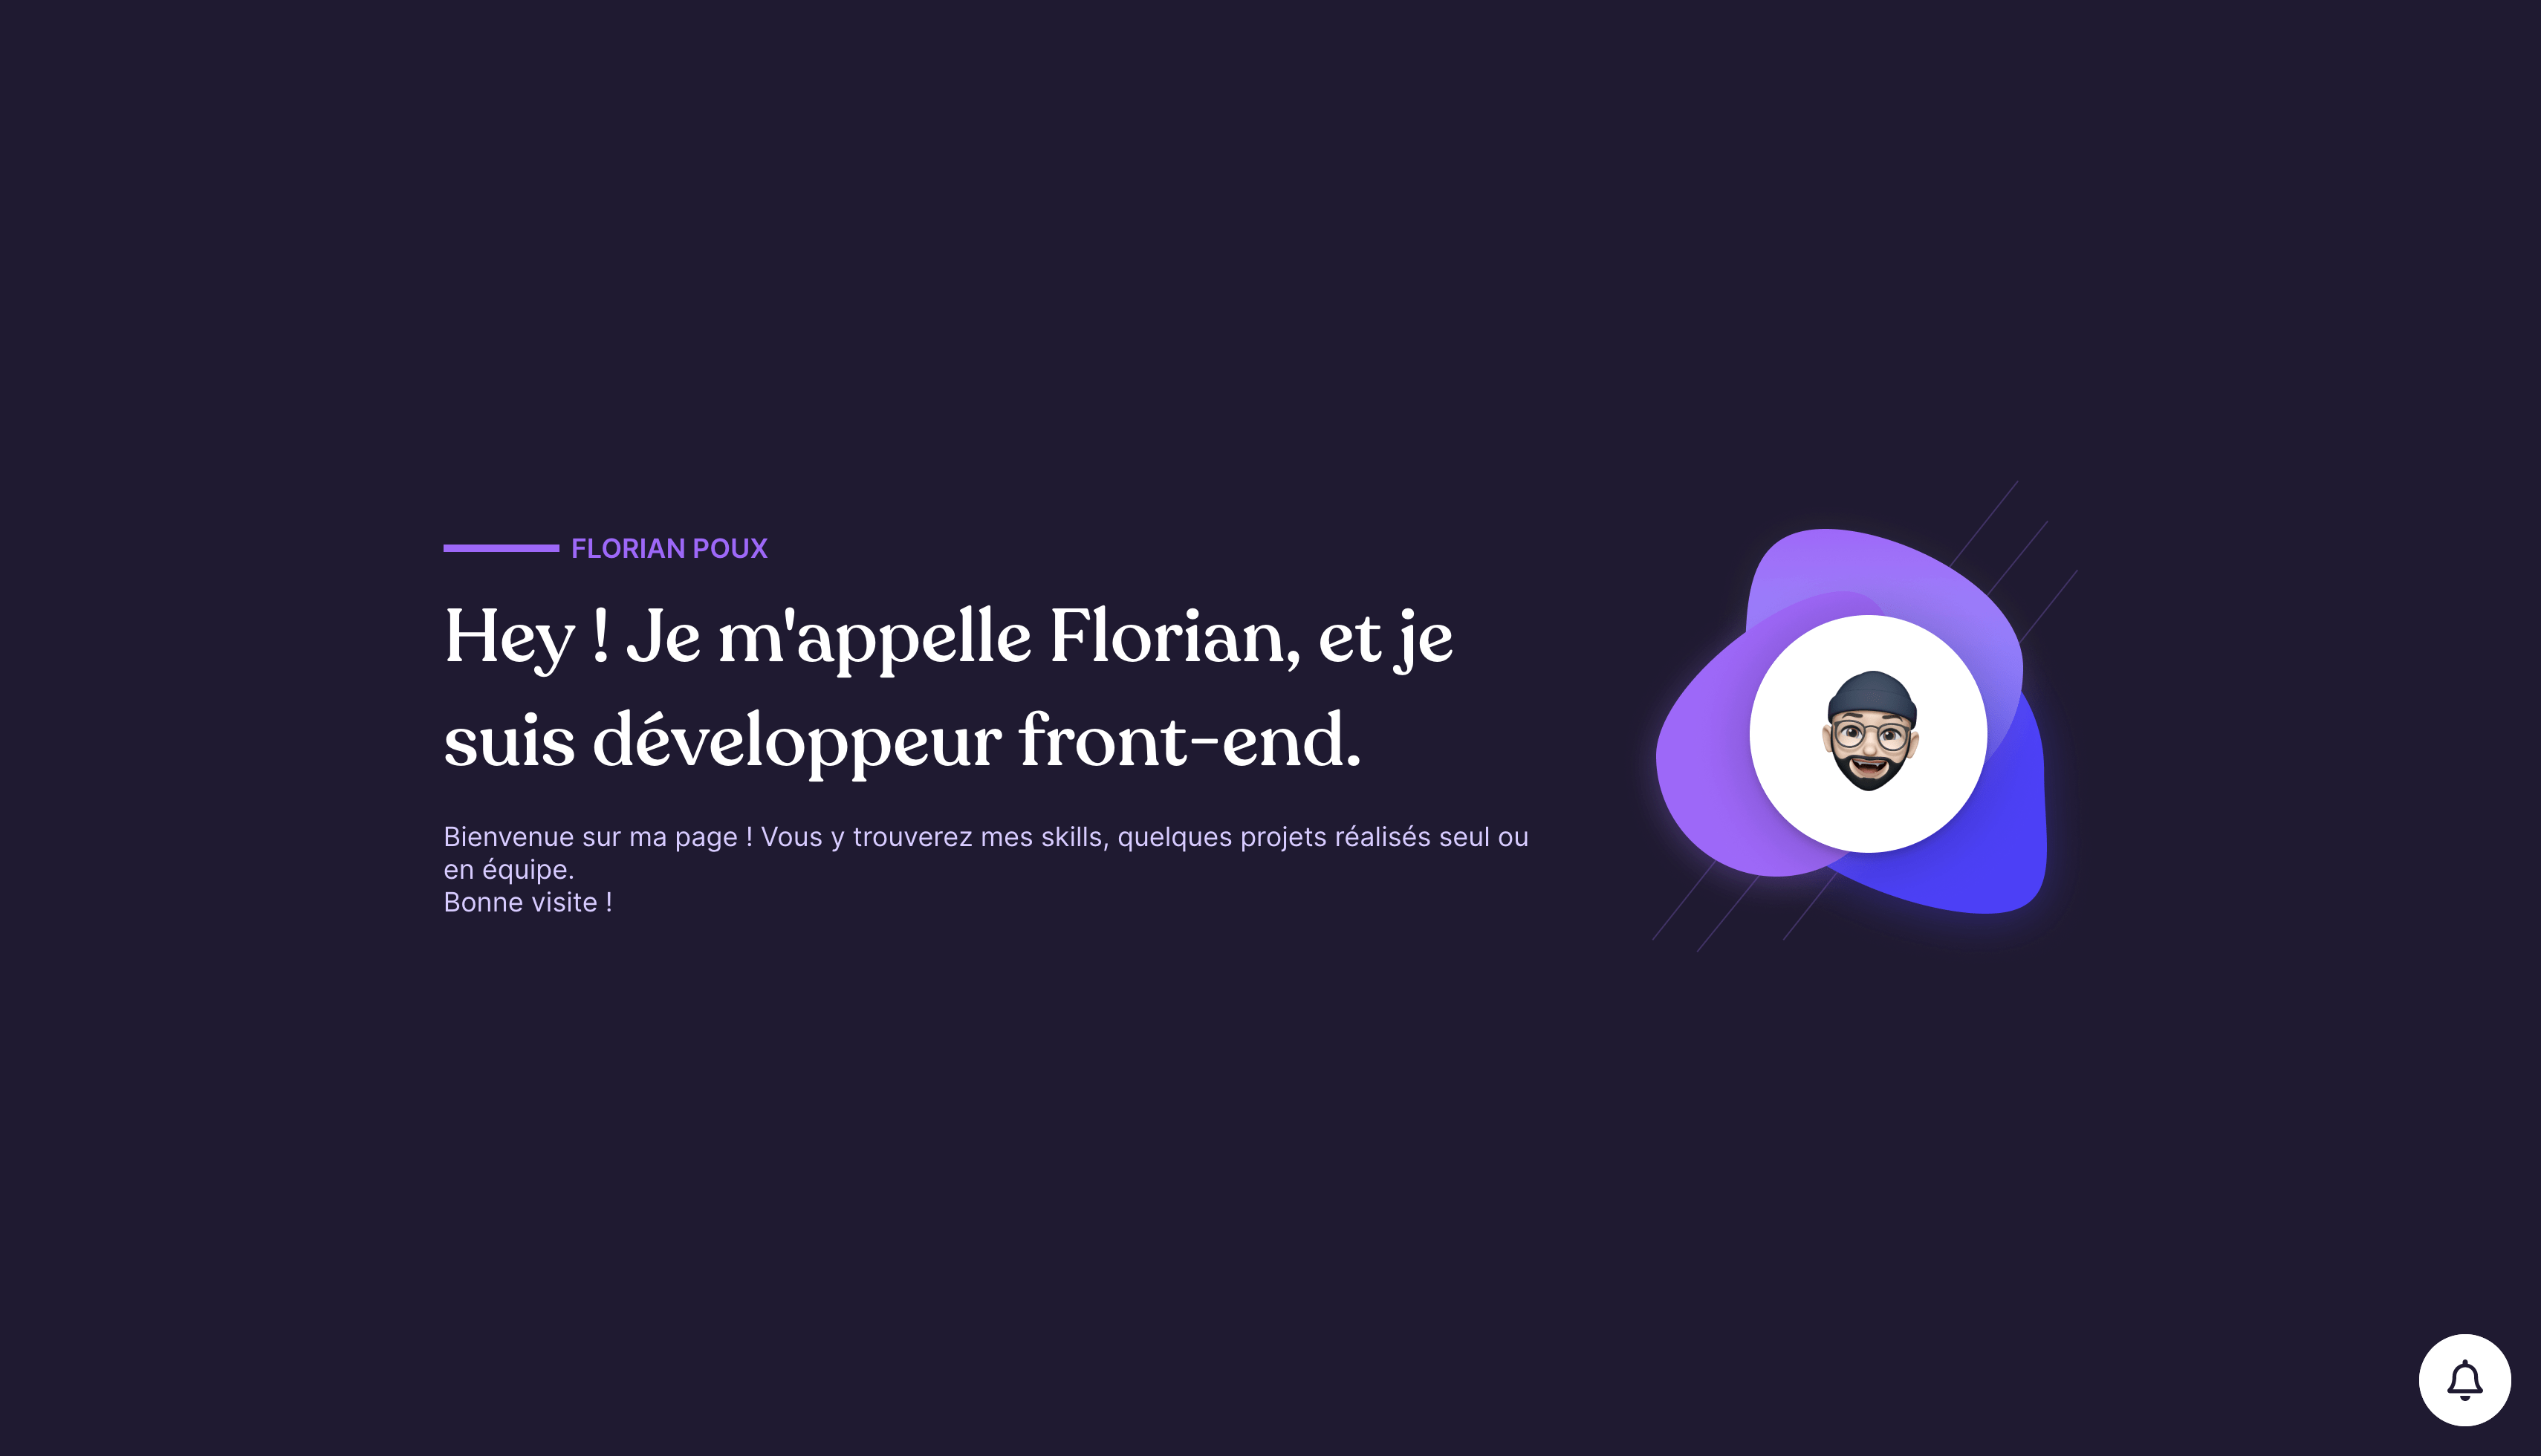 FLORIAN POUX
Hey ! Je m'appelle Florian, et je
suis développeur front-end.
Bienvenue sur ma page ! Vous y trouverez mes skills, quelques projets réalisés seul ou
en équipe.
Bonne visite !